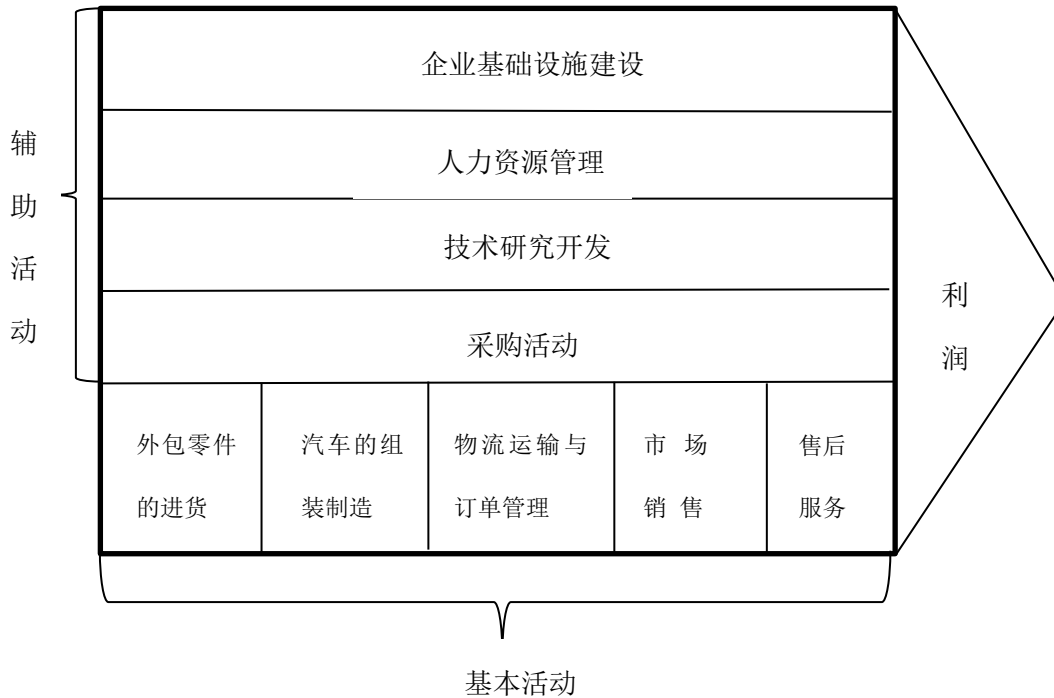 企业基础设施建设
人力资源管理
技术研究开发
采购活动
辅
助
活
动
利
润
外包零件
的进货
汽车的组
装制造
物流运输与
订单管理
市 场
销 售
售后
服务
基本活动